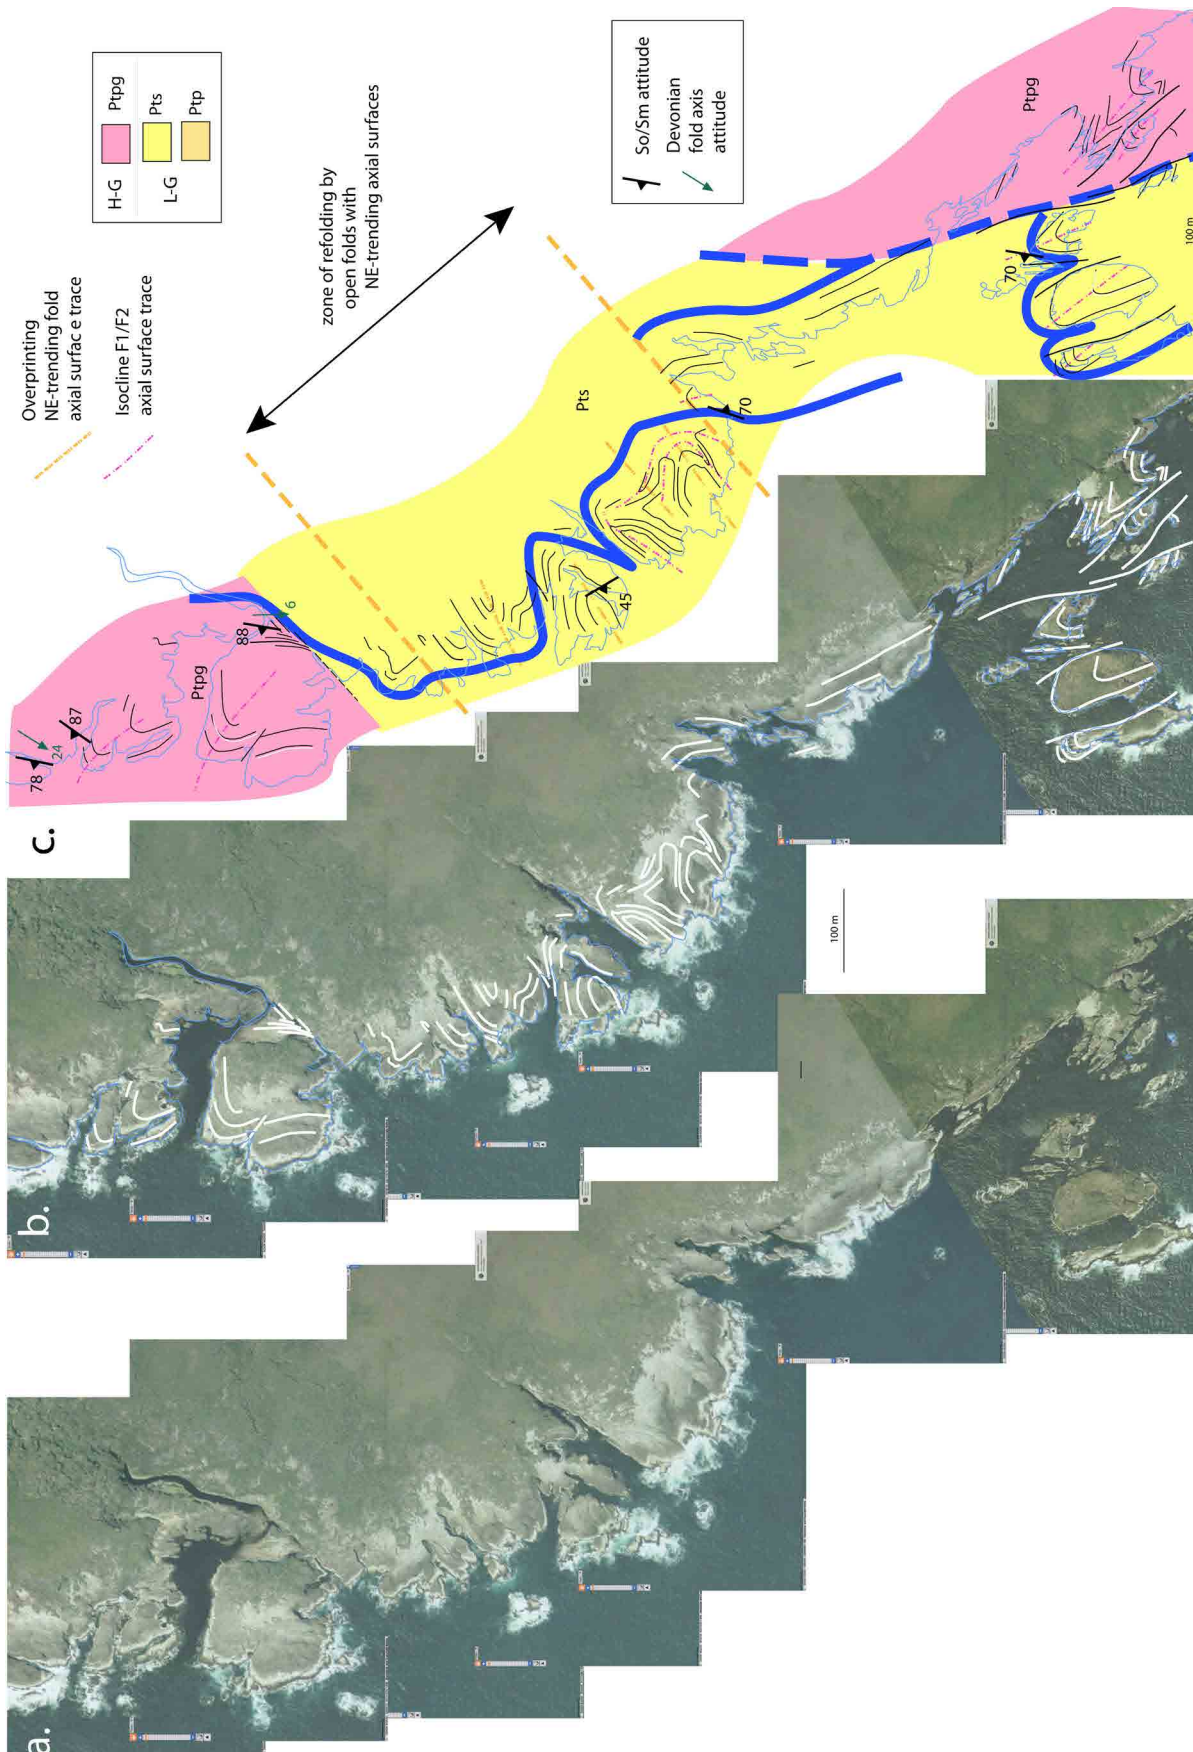 a.
b.
c.
Overprinting
NE-trending fold
axial surfac e trace
Isocline F1/F2
axial surface trace
H-G
Ptpg
L-G
Pts
Ptp
zone of refolding by
open folds with
NE-trending axial surfaces
So/Sm attitude
Devonian
fold axis
attitude
78
24
87
Ptpg
88
6
45
Pts
70
70
Ptpg
100 m
100 m